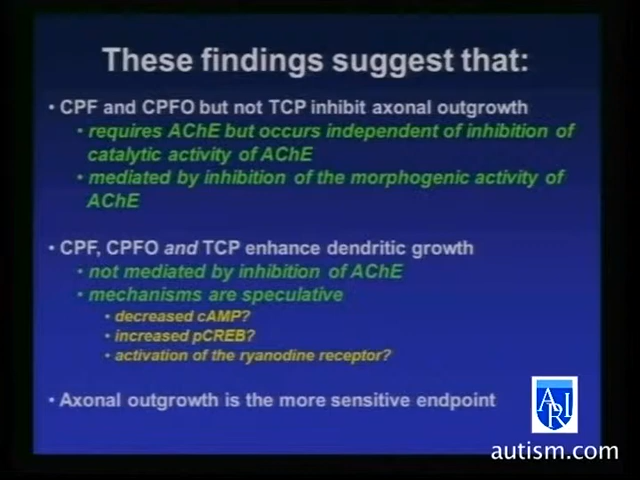 These findings suggest that:
• CPF and CPFO but not TCP inhibit axonal outgrowth
• requires AChE but occurs independent of inhibition of
catalytic activity of AChE
• mediated by inhibition of the morphogenic activity of
AChE
• CPF, CPFO and TCP enhance dendritic growth
• not mediated by inhibition of AChE
• mechanisms are speculative
• decreased cAMP?
• increased pCREB?
• activation of the ryanodine receptor?
• Axonal outgrowth is the more sensitive endpoint
ARI
autism.com